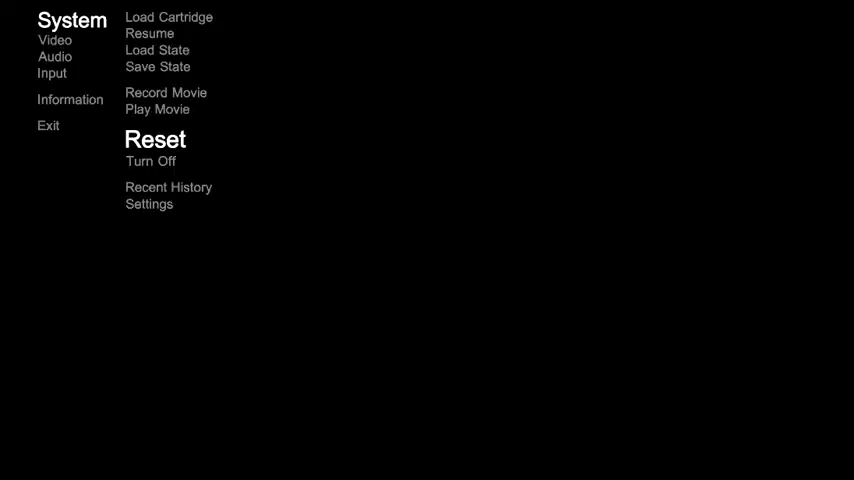 System
Video
Audio
Input
Information
Exit
Load Cartridge
Resume
Load State
Save State
Record Movie
Play Movie
Reset
Turn Off
Recent History
Settings